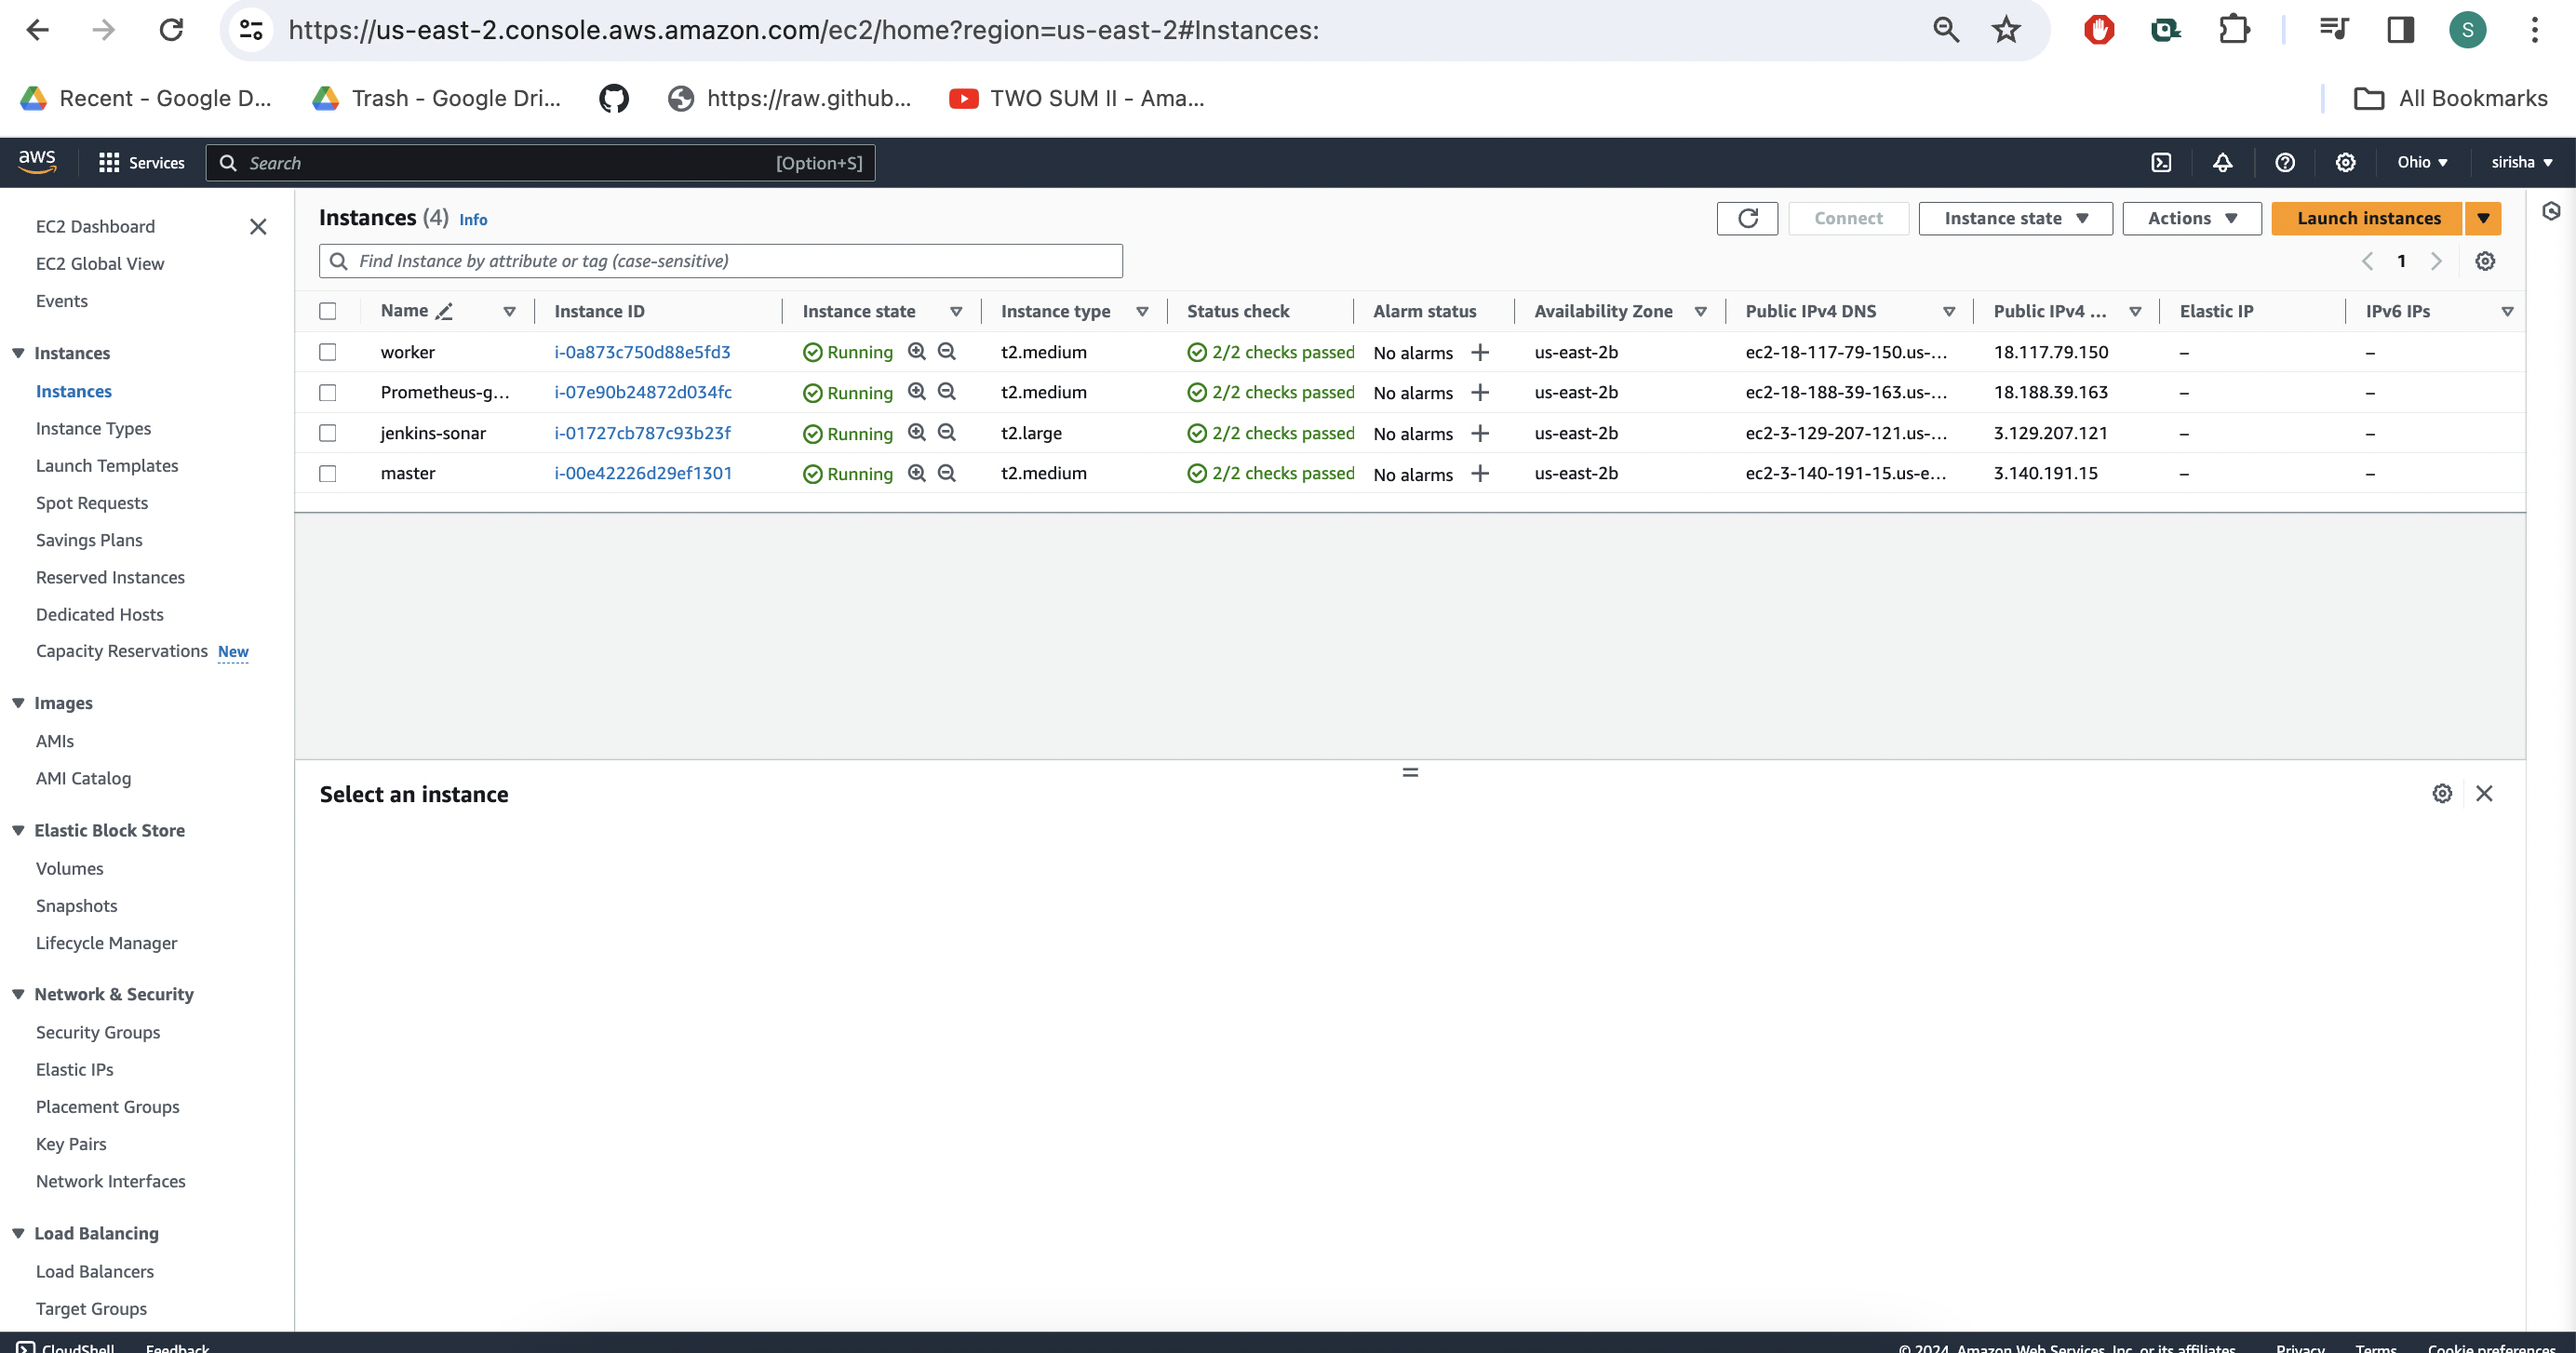 https://us-east-2.console.aws.amazon.com/ec2/home?region=us-east-2#Instances:
S
Recent - Google D...
Trash - Google Dri...
https://raw.github...
TWO SUM II - Ama...
All Bookmarks
aws
Services
Search
[Option+S]
Ohio
sirisha
EC2 Dashboard
EC2 Global View
Events
Instances
Instances
Instance Types
Launch Templates
Spot Requests
Savings Plans
Reserved Instances
Dedicated Hosts
Capacity Reservations New
Images
AMIs
AMI Catalog
Elastic Block Store
Volumes
Snapshots
Lifecycle Manager
Network & Security
Security Groups
Elastic IPs
Placement Groups
Key Pairs
Network Interfaces
Load Balancing
Load Balancers
Target Groups
Instances (4) Info
Connect
Instance state
Actions
Launch instances
Find Instance by attribute or tag (case-sensitive)
1
Name Instance ID Instance state Instance type Status check Alarm status Availability Zone Public IPv4 DNS Public IPv4 ... Elastic IP IPv6 IPs
worker i-0a873c750d88e5fd3 Running t2.medium 2/2 checks passed No alarms + us-east-2b ec2-18-117-79-150.us-... 18.117.79.150 – –
Prometheus-g... i-07e90b24872d034fc Running t2.medium 2/2 checks passed No alarms + us-east-2b ec2-18-188-39-163.us-... 18.188.39.163 – –
jenkins-sonar i-01727cb787c93b23f Running t2.large 2/2 checks passed No alarms + us-east-2b ec2-3-129-207-121.us-... 3.129.207.121 – –
master i-00e42226d29ef1301 Running t2.medium 2/2 checks passed No alarms + us-east-2b ec2-3-140-191-15.us-e... 3.140.191.15 – –
Select an instance
CloudShell
Feedback
© 2024, Amazon Web Services, Inc. or its affiliates.
Privacy
Terms
Cookie preferences